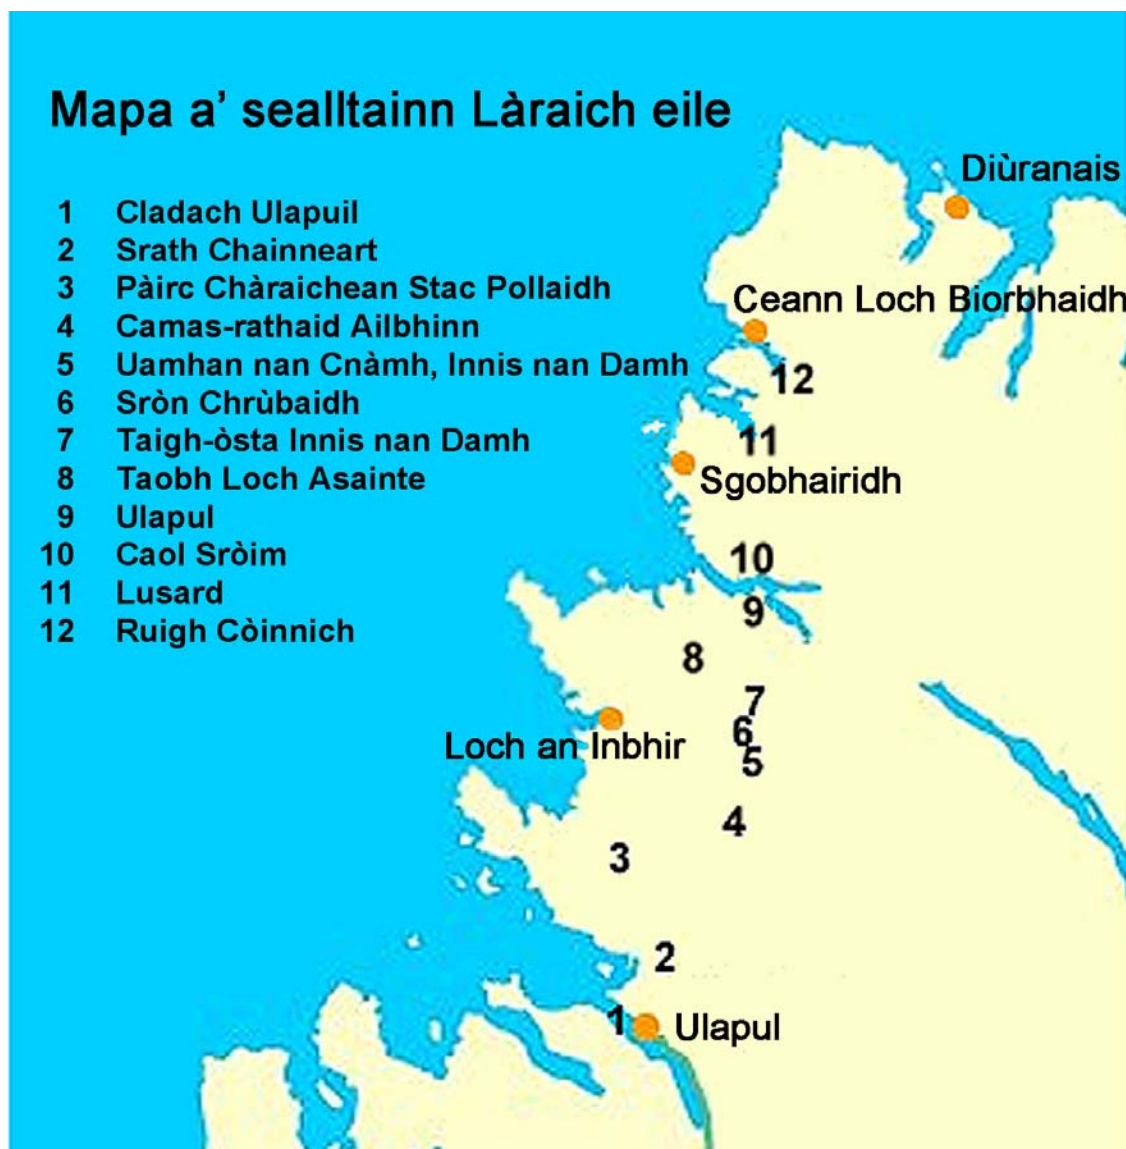 Mapa a' sealltainn Làraich eile
1 Cladach Ulapuil
2 Srath Chainneart
3 Pàirc Chàraichean Stac Pollaidh
4 Camas-rathaid Ailbhinn
5 Uamhan nan Cnàmh, Innis nan Damh
6 Sròn Chrùbaidh
7 Taigh-òsta Innis nan Damh
8 Taobh Loch Asainte
9 Ulapul
10 Caol Sròim
11 Lusard
12 Ruigh Còinnich
Diùranais
Ceann Loch Biorbhaidh
12
11
Sgobhairidh
10
9
8
7
6
Loch an Inbhir
5
4
3
2
1
Ulapul